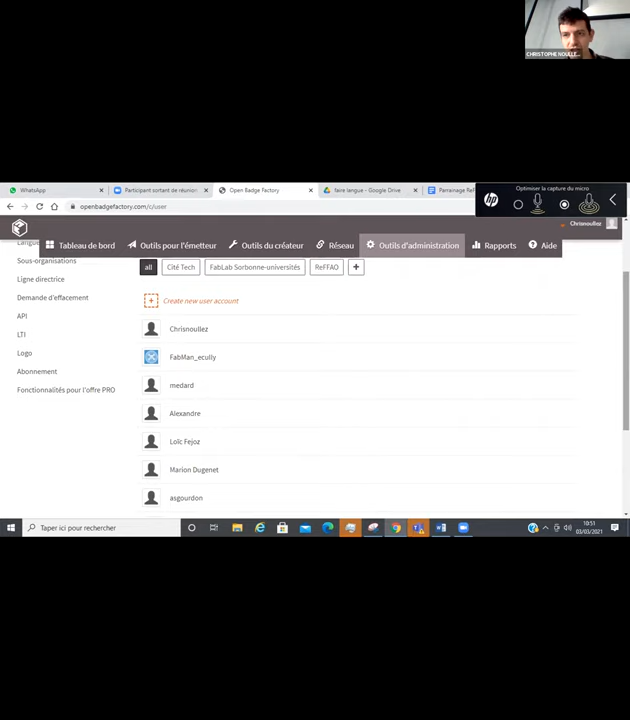 CHRISTOPHE NOULLE...
Optimiser la capture du micro
WhatsApp
Participant sortant de réunion
Open Badge Factory
faire langue - Google Drive
Parrainage ReF
hp
openbadgefactory.com/c/user
Chrisnoullez
Tableau de bord
Outils pour l'émetteur
Outils du créateur
Réseau
Outils d'administration
Rapports
Aide
Langue
Sous-organisations
Ligne directrice
Demande d'effacement
API
LTI
Logo
Abonnement
Fonctionnalités pour l'offre PRO
all
Cité Tech
FabLab Sorbonne-universités
ReFFAO
+
Create new user account
Chrisnoullez
FabMan_ecully
medard
Alexandre
Loïc Fejoz
Marion Dugenet
asgourdon
Taper ici pour rechercher
10:51
03/03/2021